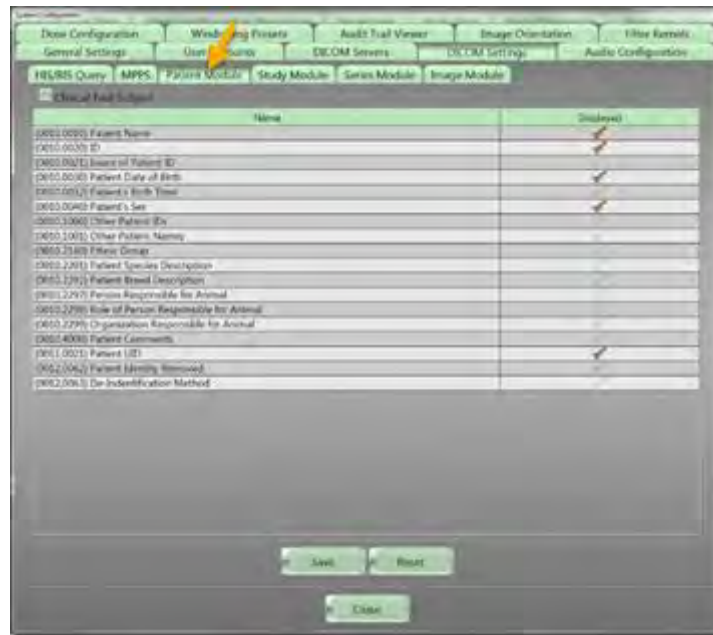 System Configuration
Dose Configuration Windowing Presets Audit Trail Viewer Image Orientation Filter Kernels
General Settings User Accounts DICOM Servers DICOM Settings Audio Configuration
HIS/RIS Query MPPS Patient Module Study Module Series Module Image Module
Clinical Trial Subject
Name Displayed
(0010,0010) Patient Name
(0010,0020) ID
(0010,0021) Issuer of Patient ID
(0010,0030) Patient Date of Birth
(0010,0032) Patient's Birth Time
(0010,0040) Patient's Sex
(0010,1000) Other Patient IDs
(0010,1001) Other Patient Names
(0010,2160) Ethnic Group
(0010,2201) Patient Species Description
(0010,2292) Patient Breed Description
(0010,2297) Person Responsible for Animal
(0010,2298) Role of Person Responsible for Animal
(0010,2299) Organization Responsible for Animal
(0010,4000) Patient Comments
(0011,0021) Patient UID
(0012,0062) Patient Identity Removed
(0012,0063) De-Indentification Method
Save Reset
Close